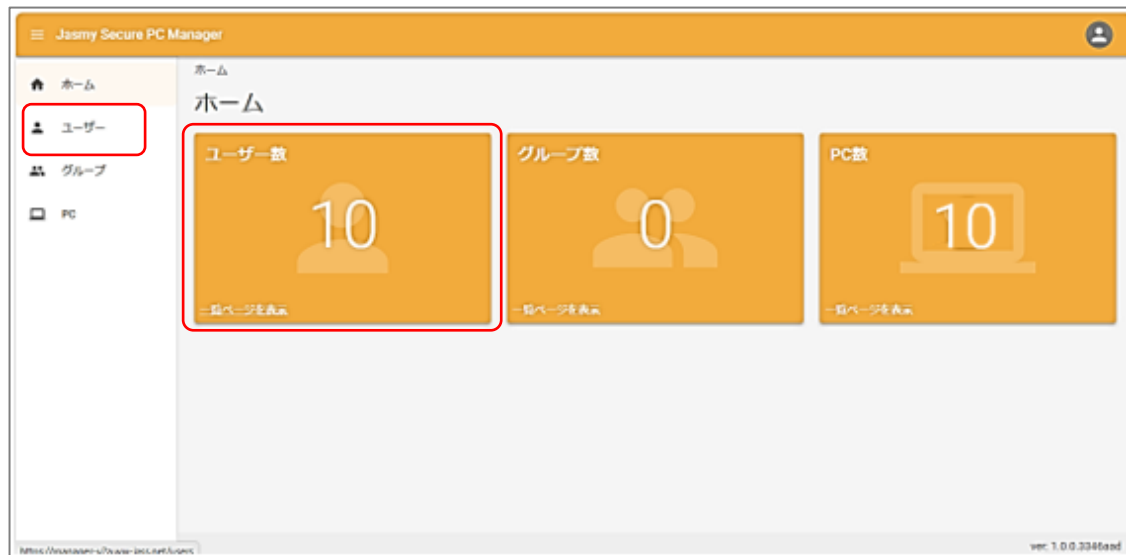 Jasmy Secure PC Manager
ホーム
ユーザー
グループ
PC
ホーム
ホーム
ユーザー数
10
一覧ページを表示
グループ数
0
一覧ページを表示
PC数
10
一覧ページを表示
ver: 1.0.0.3346aad